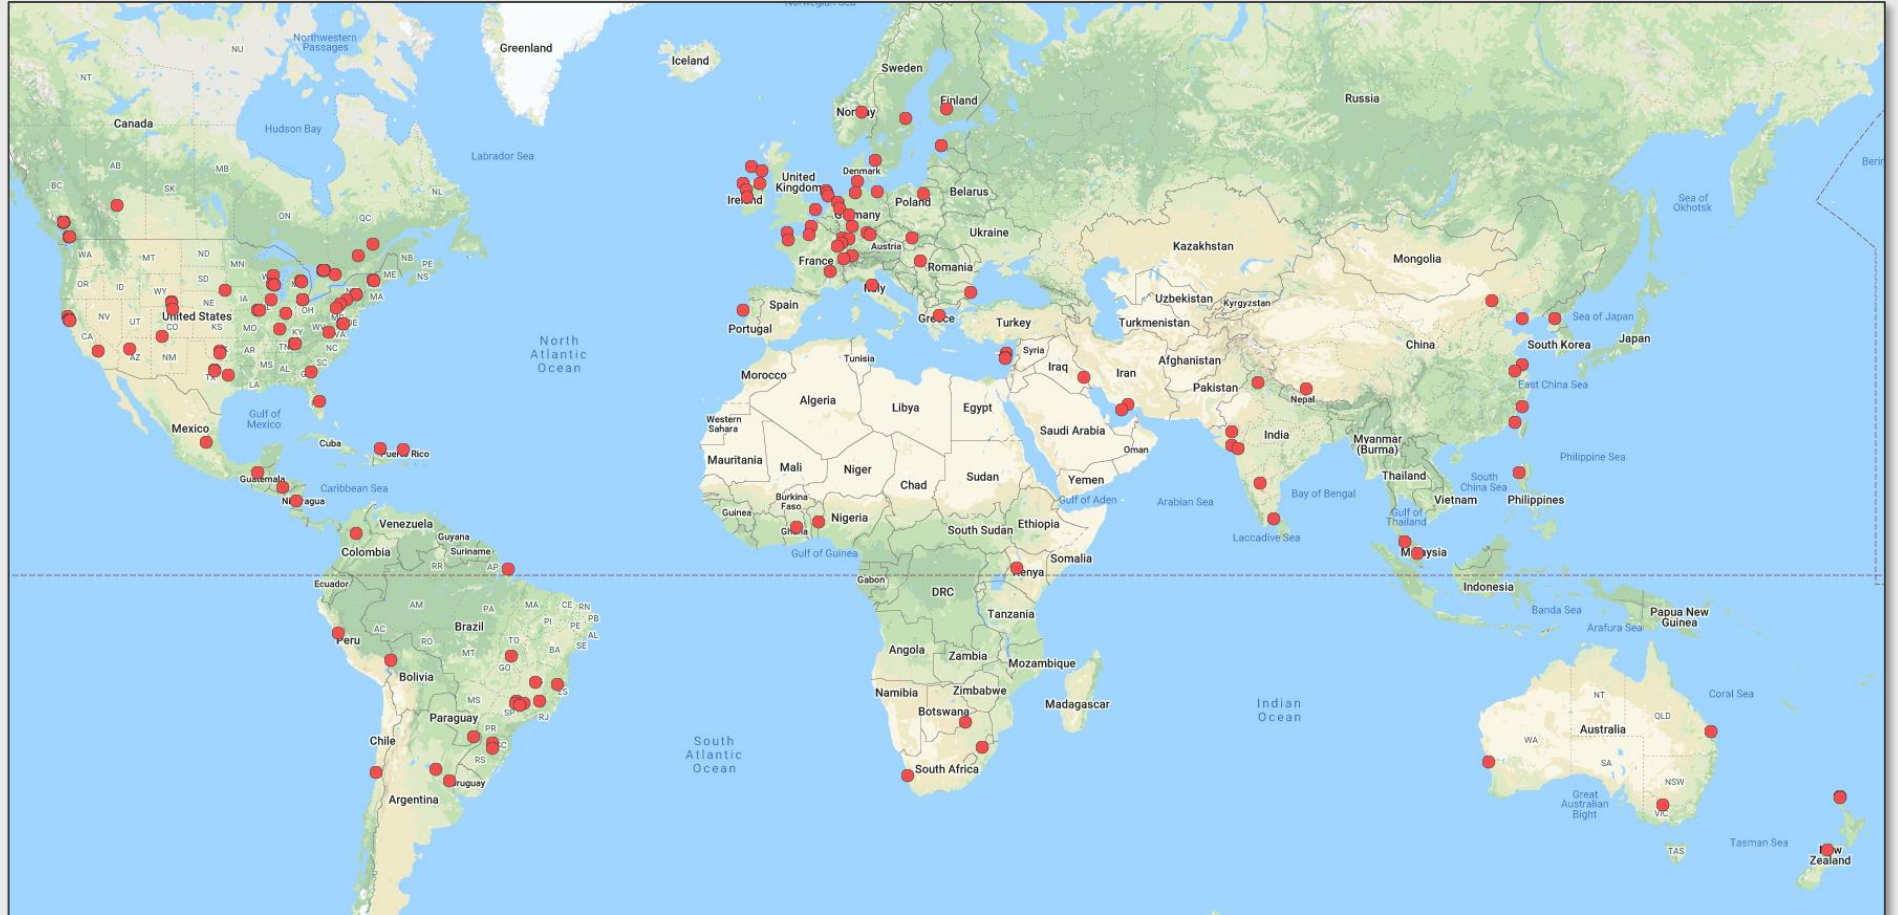 Norwegian Sea
Northwestern
Passages
NU
Greenland
Iceland
Sweden
Finland
Norway
Russia
NT
Canada
Hudson Bay
Labrador Sea
AB
MB
BC
SK
NL
ON
QC
United
Kingdom
Ireland
Denmark
Belarus
Poland
Germany
Ukraine
Austria
France
Romania
Kazakhstan
Mongolia
Sea of
Okhotsk
WA
MT
ND
MN
NB
PE
NS
ME
OR
ID
WY
SD
IA
NE
MA
NV
UT
CO
United States
KS
MO
OH
KY
VA
CA
AZ
NM
AR
TN
NC
SC
MS
AL
LA
Italy
Spain
Portugal
Greece
Turkey
Uzbekistan
Kyrgyzstan
Turkmenistan
China
Sea of Japan
South Korea
Japan
North
Atlantic
Ocean
Tunisia
Syria
Iraq
Iran
Afghanistan
Pakistan
Nepal
East China Sea
Morocco
Algeria
Libya
Egypt
Western
Sahara
Saudi Arabia
Oman
India
Myanmar
(Burma)
Philippine Sea
Gulf of
Mexico
Mexico
Cuba
Puerto Rico
Guatemala
Caribbean Sea
Nicaragua
Mauritania
Mali
Niger
Chad
Sudan
Yemen
Gulf of Aden
Arabian Sea
Bay of Bengal
Thailand
Vietnam
South
China Sea
Philippines
Burkina
Faso
Guinea
Ghana
Nigeria
South Sudan
Ethiopia
Gulf of
Thailand
Laccadive Sea
Venezuela
Guyana
Suriname
Colombia
RR
AP
Gulf of Guinea
Somalia
Malaysia
Ecuador
Gabon
Kenya
DRC
Indonesia
AM
PA
MA
CE
RN
PB
PI
PE
AL
SE
Banda Sea
Papua New
Guinea
Arafura Sea
Tanzania
Peru
AC
RO
Brazil
TO
BA
MT
GO
Angola
Zambia
Mozambique
Bolivia
MS
ES
SP
RJ
Namibia
Zimbabwe
Botswana
Madagascar
Indian
Ocean
NT
Coral Sea
QLD
WA
Australia
Paraguay
PR
SC
RS
Chile
South
Atlantic
Ocean
South Africa
SA
NSW
Uruguay
Argentina
Great
Australian
Bight
VIC
Tasman Sea
TAS
New
Zealand